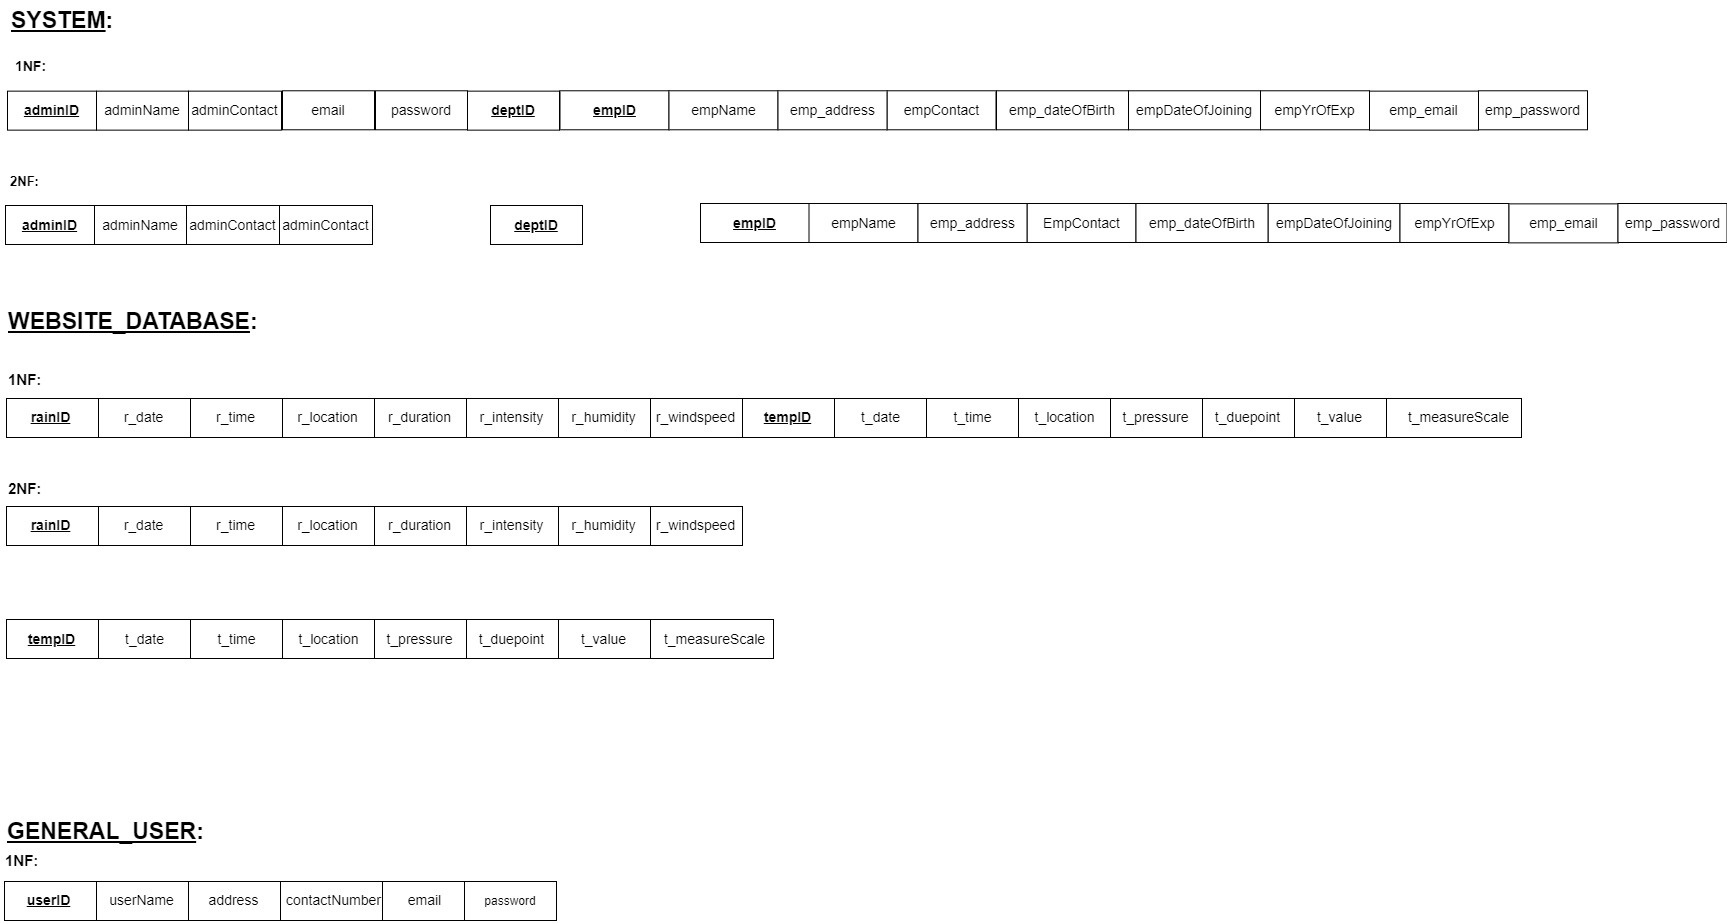 SYSTEM:
1NF:
adminID adminName adminContact email password deptID empID empName emp_address empContact emp_dateOfBirth empDateOfJoining empYrOfExp emp_email emp_password
2NF:
adminID adminName adminContact adminContact deptID empID empName emp_address EmpContact emp_dateOfBirth empDateOfJoining empYrOfExp emp_email emp_password
WEBSITE_DATABASE:
1NF:
rainID r_date r_time r_location r_duration r_intensity r_humidity r_windspeed tempID t_date t_time t_location t_pressure t_duepoint t_value t_measureScale
2NF:
rainID r_date r_time r_location r_duration r_intensity r_humidity r_windspeed
tempID t_date t_time t_location t_pressure t_duepoint t_value t_measureScale
GENERAL_USER:
1NF:
userID userName address contactNumber email password